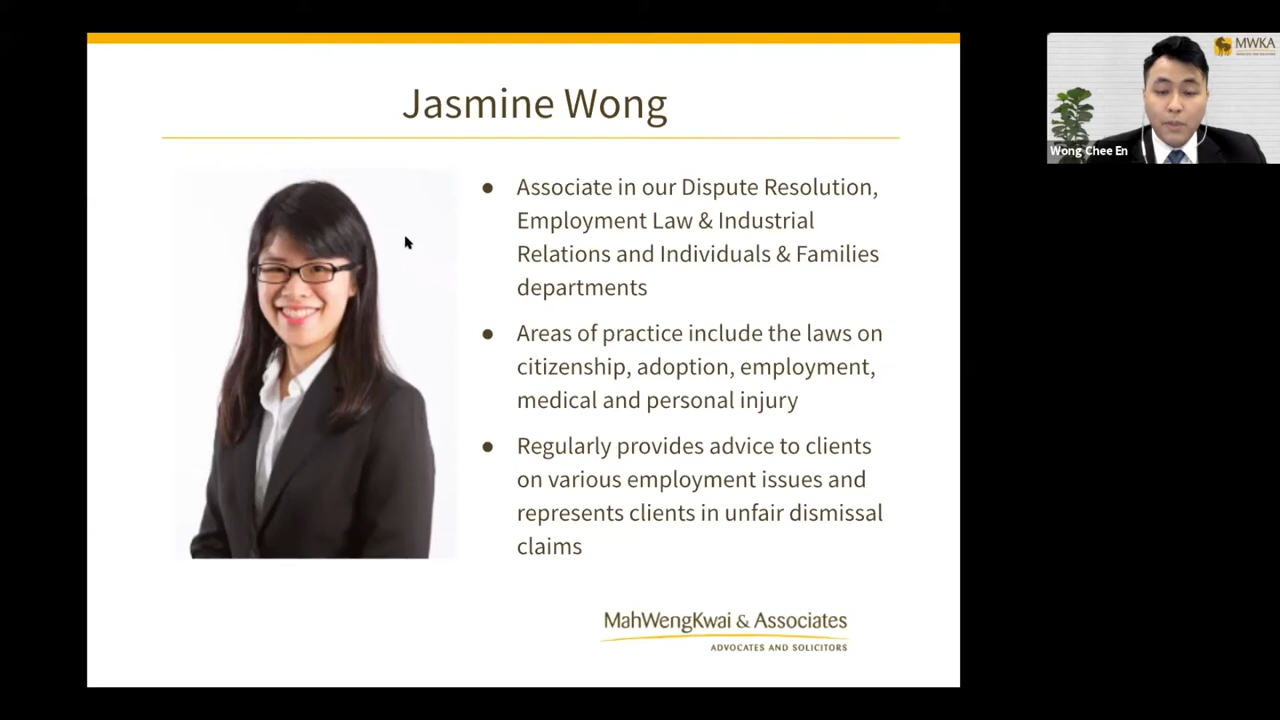 Jasmine Wong
● Associate in our Dispute Resolution,
Employment Law & Industrial
Relations and Individuals & Families
departments
● Areas of practice include the laws on
citizenship, adoption, employment,
medical and personal injury
● Regularly provides advice to clients
on various employment issues and
represents clients in unfair dismissal
claims
MahWengKwai & Associates
ADVOCATES AND SOLICITORS
MWKA
Wong Chee En